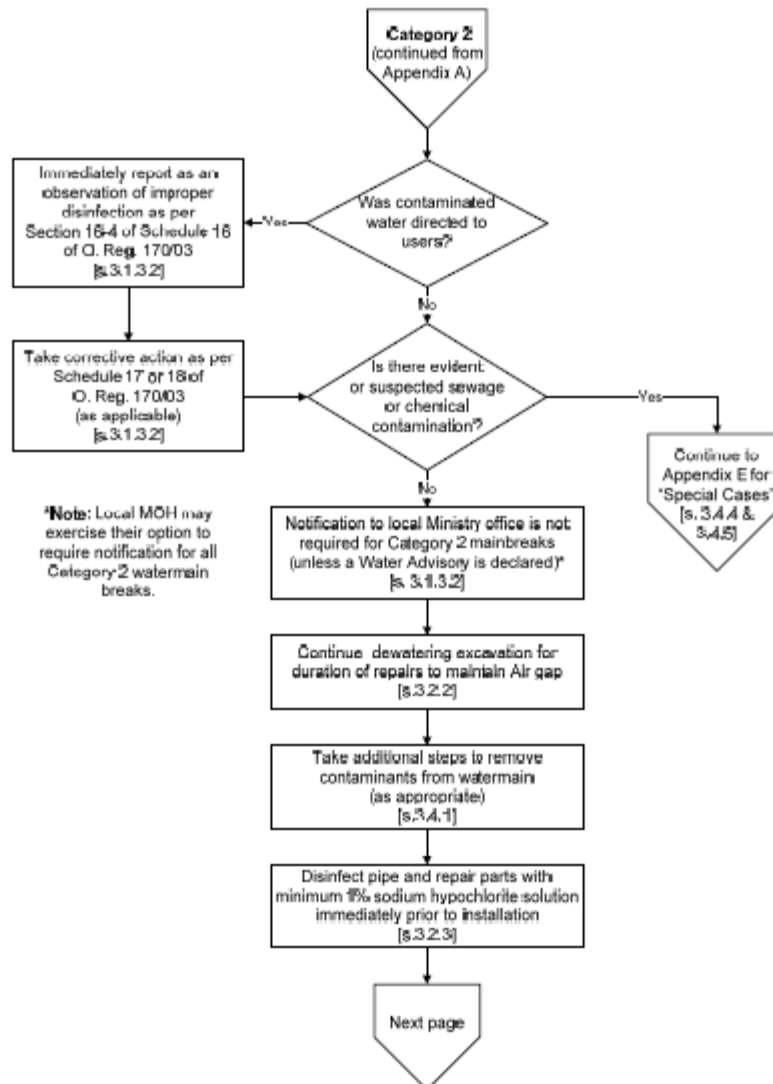 Category 2
(continued from
Appendix A)
Was contaminated
water directed to
users?
Yes
Immediately report as an
observation of improper
disinfection as per
Section 16-4 of Schedule 16
of O. Reg. 170/03
[s.3.1.3.2]
No
Take corrective action as per
Schedule 17 or 18 of
O. Reg. 170/03
(as applicable)
[s.3.1.3.2]
Is there evident
or suspected sewage
or chemical
contamination?
Yes
Continue to
Appendix E for
"Special Cases"
[s. 3.4.4 &
3.4.5]
No
*Note: Local MOH may
exercise their option to
require notification for all
Category 2 watermain
breaks.
Notification to local Ministry office is not
required for Category 2 mainbreaks
(unless a Water Advisory is declared)*
[s. 3.1.3.2]
Continue dewatering excavation for
duration of repairs to maintain Air gap
[s.3.2.2]
Take additional steps to remove
contaminants from watermain
(as appropriate)
[s.3.4.1]
Disinfect pipe and repair parts with
minimum 1% sodium hypochlorite solution
immediately prior to installation
[s.3.2.3]
Next page